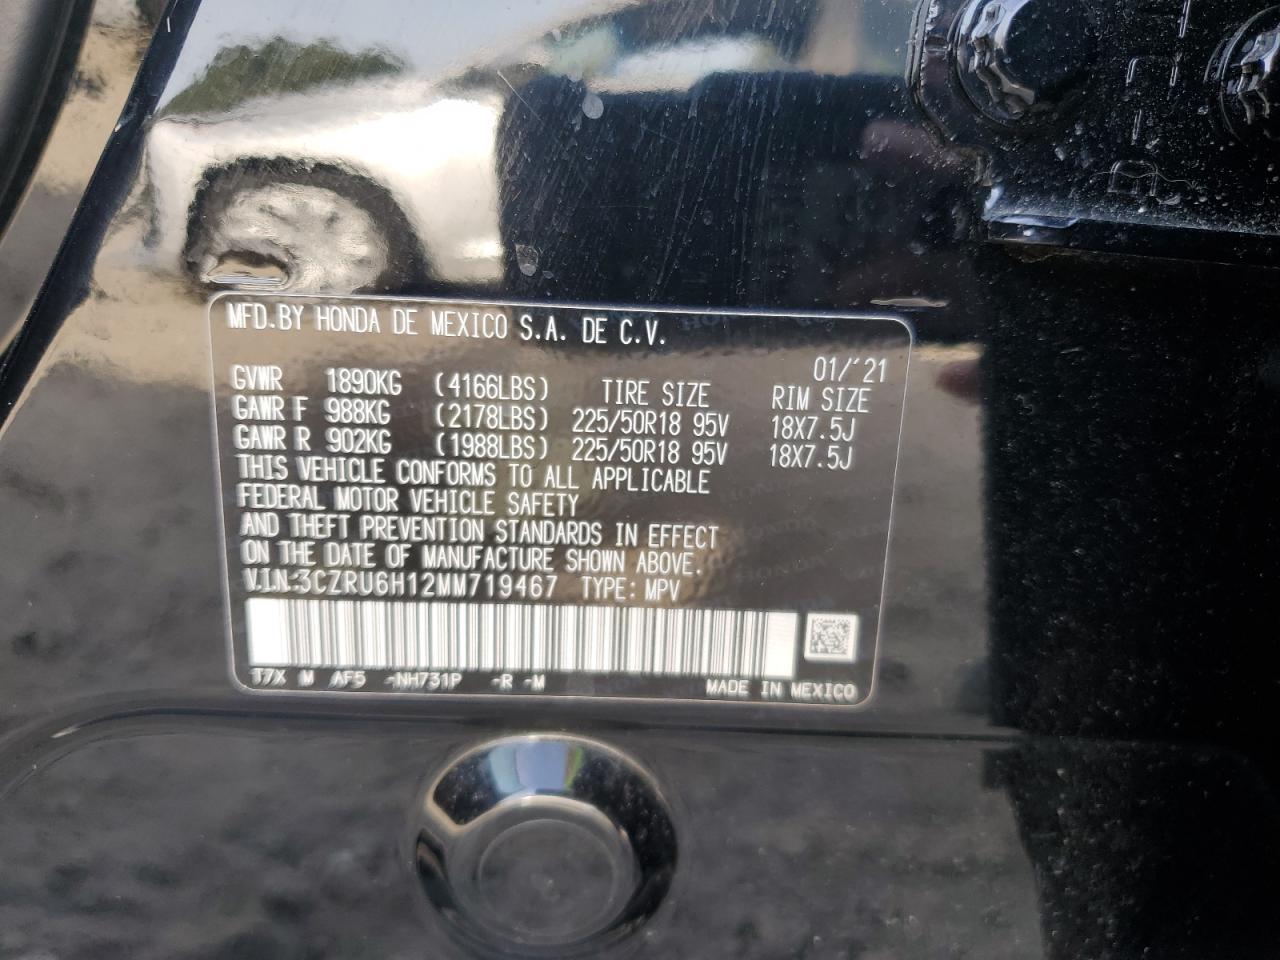 MFD.BY HONDA DE MEXICO S.A. DE C.V.
01/'21
GVWR 1890KG (4166LBS) TIRE SIZE RIM SIZE
GAWR F 988KG (2178LBS) 225/50R18 95V 18X7.5J
GAWR R 902KG (1988LBS) 225/50R18 95V 18X7.5J
THIS VEHICLE CONFORMS TO ALL APPLICABLE
FEDERAL MOTOR VEHICLE SAFETY
AND THEFT PREVENTION STANDARDS IN EFFECT
ON THE DATE OF MANUFACTURE SHOWN ABOVE.
V.I.N:3CZRU6H12MM719467 TYPE: MPV
T7X M AF5 -NH731P -R -M MADE IN MEXICO